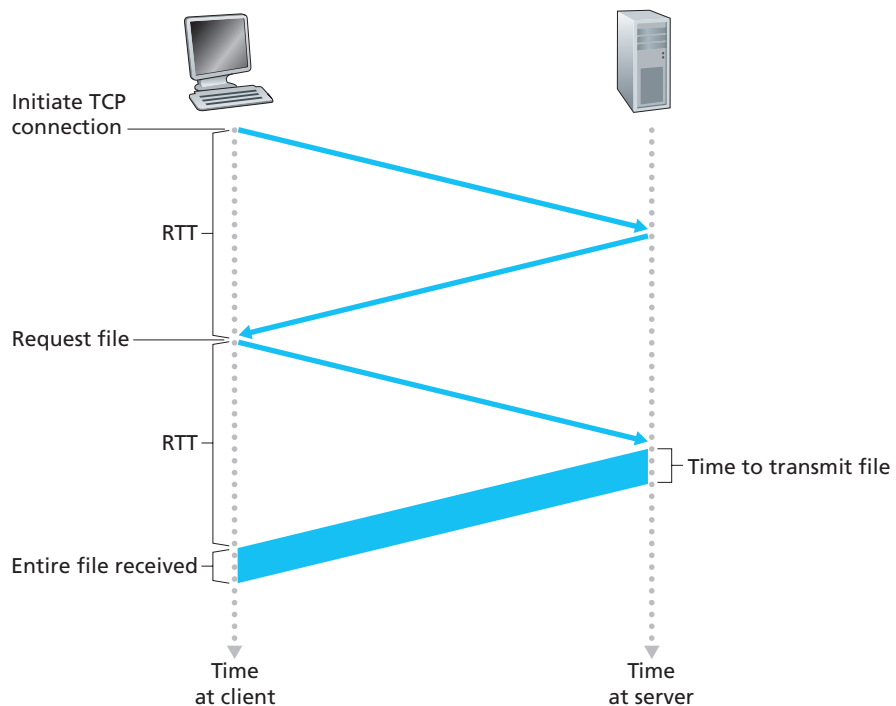 Initiate TCP
connection
RTT
Request file
RTT
Time to transmit file
Entire file received
Time
at client
Time
at server